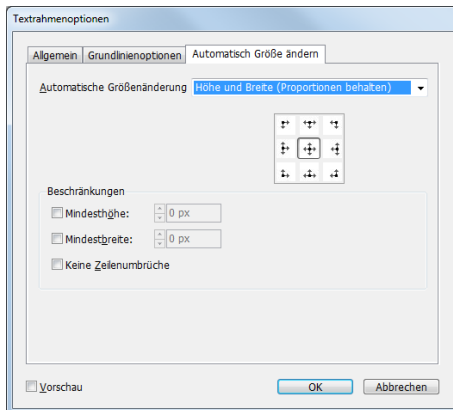 Textrahmenoptionen
Allgemein Grundlinienoptionen Automatisch Größe ändern
Automatische Größenänderung Höhe und Breite (Proportionen behalten)
Beschränkungen
Mindesthöhe: 0 px
Mindestbreite: 0 px
Keine Zeilenumbrüche
Vorschau OK Abbrechen